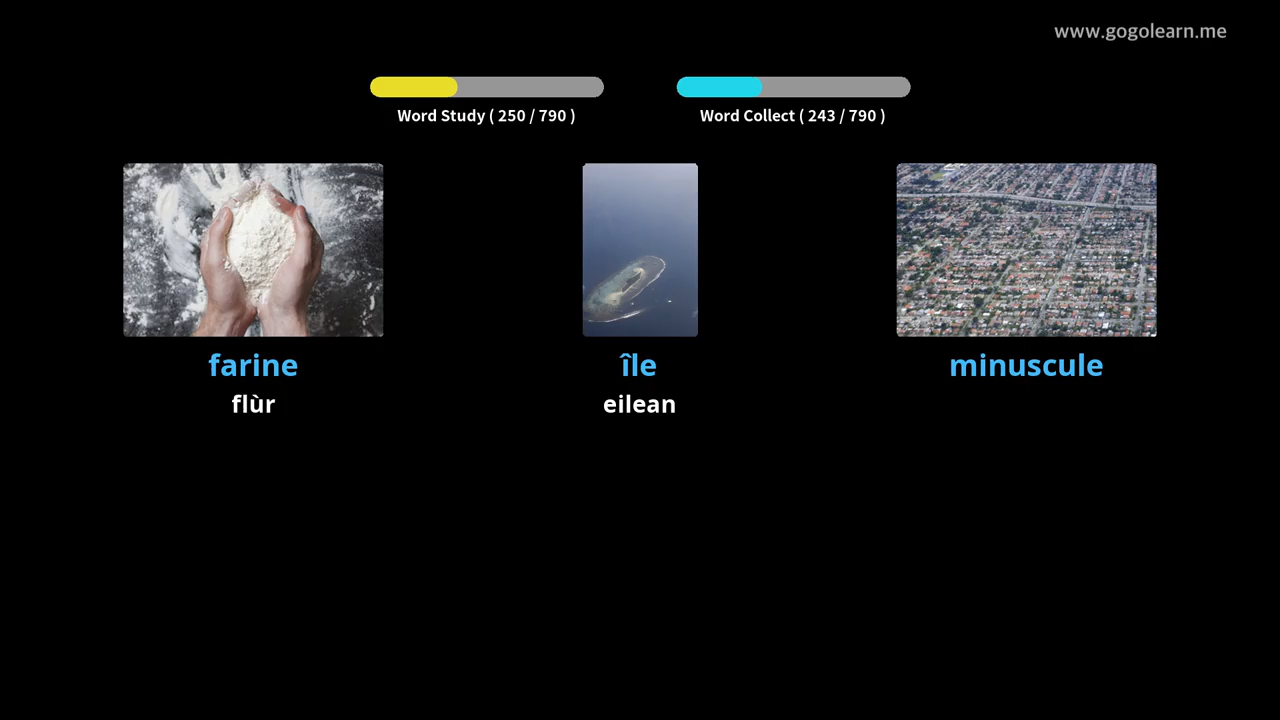 www.gogolearn.me
Word Study ( 250 / 790 )
Word Collect ( 243 / 790 )
farine
île
minuscule
flùr
eilean